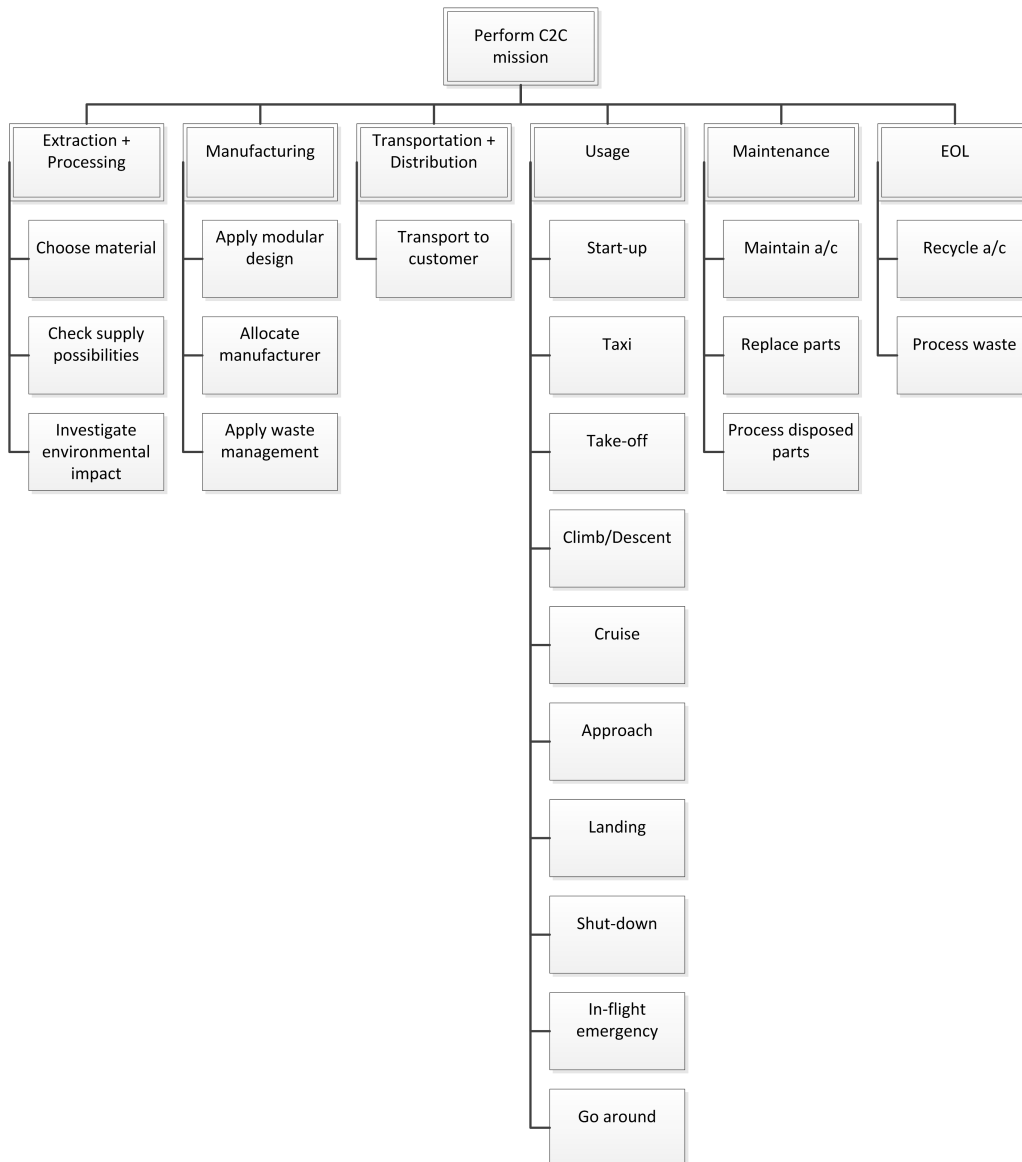 Perform C2C
mission
Extraction +
Processing
Manufacturing
Transportation +
Distribution
Usage
Maintenance
EOL
Choose material
Check supply
possibilities
Investigate
environmental
impact
Apply modular
design
Allocate
manufacturer
Apply waste
management
Transport to
customer
Start-up
Taxi
Take-off
Climb/Descent
Cruise
Approach
Landing
Shut-down
In-flight
emergency
Go around
Maintain a/c
Replace parts
Process disposed
parts
Recycle a/c
Process waste